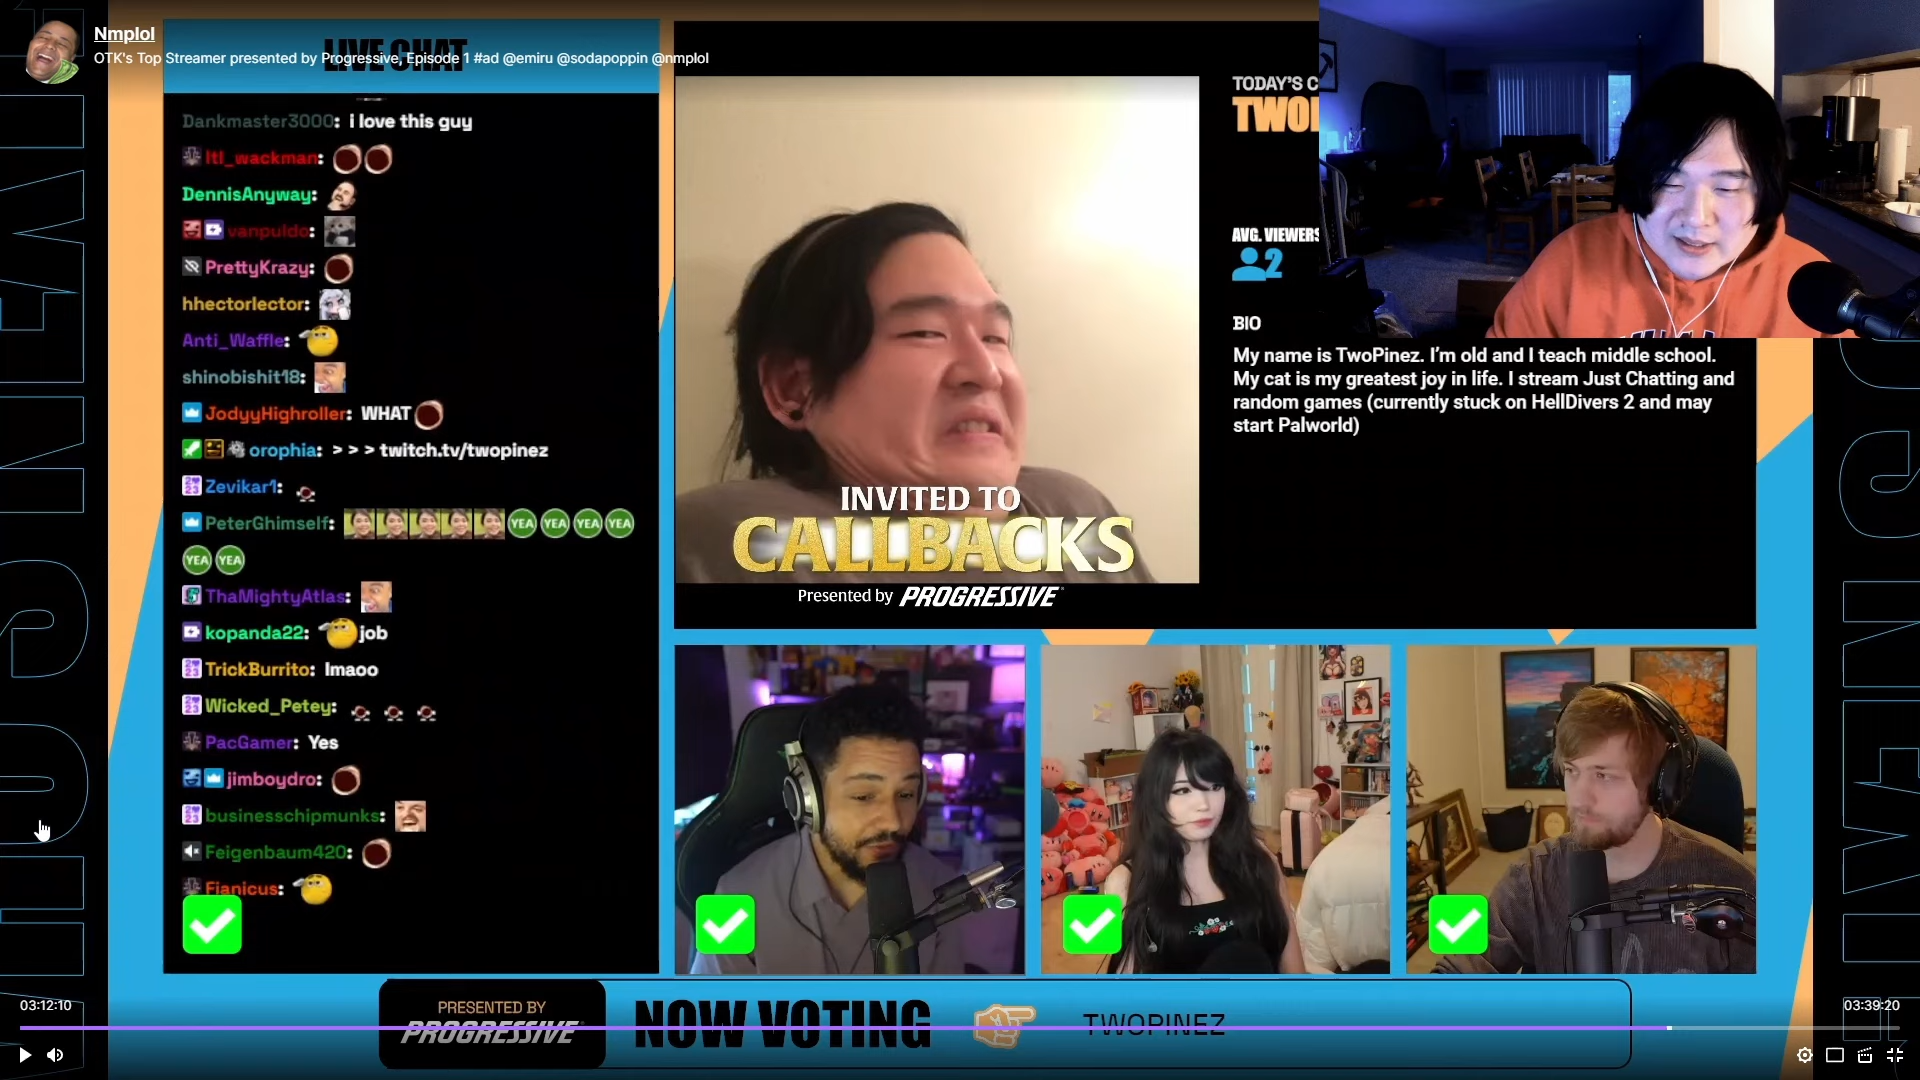 Nmplol
OTK's Top Streamer presented by Progressive, Episode 1 #ad @emiru @sodapoppin @nmplol
LIVE CHAT
Dankmaster3000: i love this guy
ltl_wackman:
DennisAnyway:
vanpuldo:
PrettyKrazy:
hhectorlector:
Anti_Waffle:
shinobishit18:
JodyyHighroller: WHAT
orophia: > > > twitch.tv/twopinez
Zevikar1:
PeterGhimself: YEA YEA YEA YEA
YEA YEA
ThaMightyAtlas:
kopanda22: job
TrickBurrito: lmaoo
Wicked_Petey:
PacGamer: Yes
jimboydro:
businesschipmunks:
Feigenbaum420:
Fianicus:
INVITED TO
CALLBACKS
Presented by PROGRESSIVE
TODAY'S C
TWO
AVG. VIEWERS
2
BIO
My name is TwoPinez. I'm old and I teach middle school.
My cat is my greatest joy in life. I stream Just Chatting and
random games (currently stuck on HellDivers 2 and may
start Palworld)
03:12:10
03:39:20
PRESENTED BY
PROGRESSIVE
NOW VOTING
TWOPINEZ